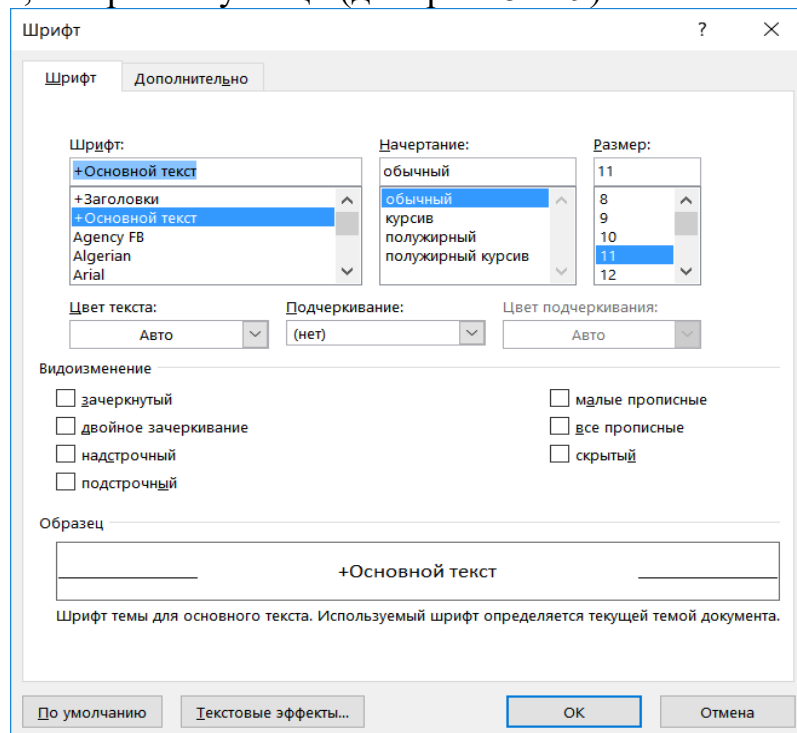 Шрифт ?
Шрифт Дополнительно
Шрифт: Начертание: Размер:
+Основной текст обычный 11
+Заголовки обычный 8
+Основной текст курсив 9
Agency FB полужирный 10
Algerian полужирный курсив 11
Arial 12
Цвет текста: Подчеркивание: Цвет подчеркивания:
Авто (нет) Авто
Видоизменение
зачеркнутый малые прописные
двойное зачеркивание все прописные
надстрочный скрытый
подстрочный
Образец
+Основной текст
Шрифт темы для основного текста. Используемый шрифт определяется текущей темой документа.
По умолчанию Текстовые эффекты... ОК Отмена